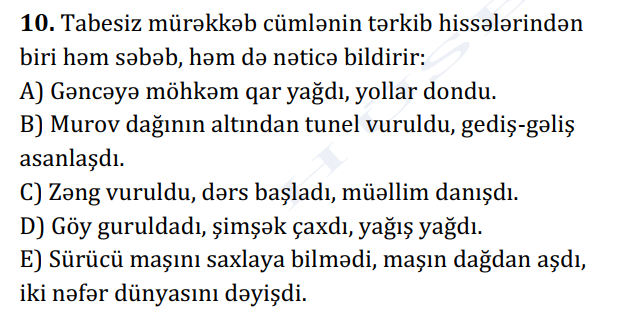 10. Tabesiz mürəkkəb cümlənin tərkib hissələrindən
biri həm səbəb, həm də nəticə bildirir:
A) Gəncəyə möhkəm qar yağdı, yollar dondu.
B) Murov dağının altından tunel vuruldu, gediş-gəliş
asanlaşdı.
C) Zəng vuruldu, dərs başladı, müəllim danışdı.
D) Göy guruldadı, şimşək çaxdı, yağış yağdı.
E) Sürücü maşını saxlaya bilmədi, maşın dağdan aşdı,
iki nəfər dünyasını dəyişdi.